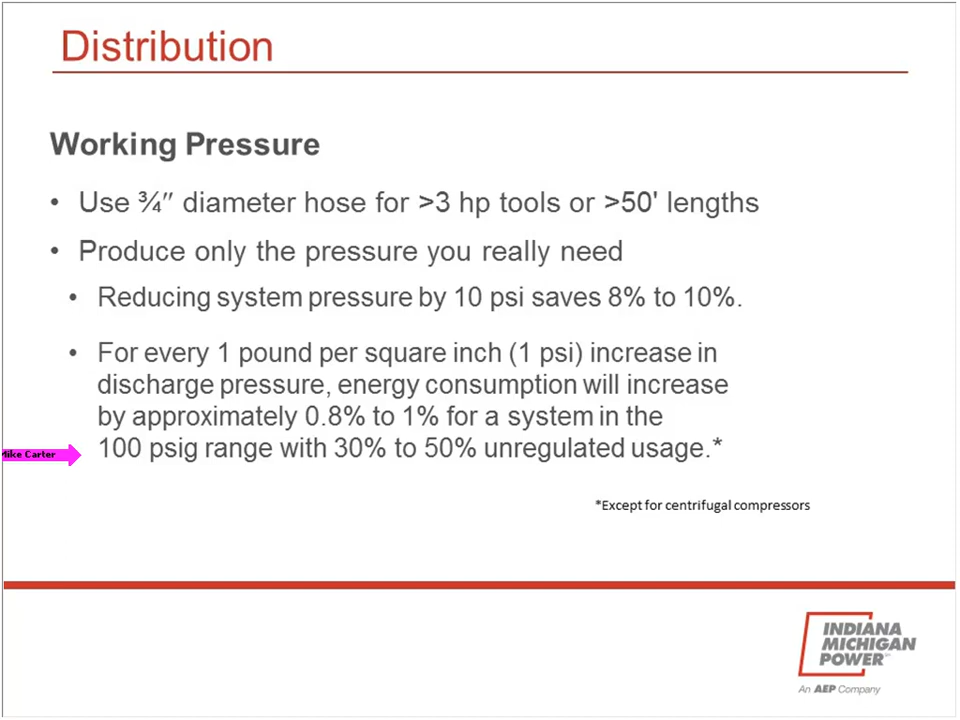 Distribution
Working Pressure
• Use ¾″ diameter hose for >3 hp tools or >50' lengths
• Produce only the pressure you really need
• Reducing system pressure by 10 psi saves 8% to 10%.
• For every 1 pound per square inch (1 psi) increase in
discharge pressure, energy consumption will increase
by approximately 0.8% to 1% for a system in the
100 psig range with 30% to 50% unregulated usage.*
Mike Carter
*Except for centrifugal compressors
INDIANA
MICHIGAN
POWER
An AEP Company